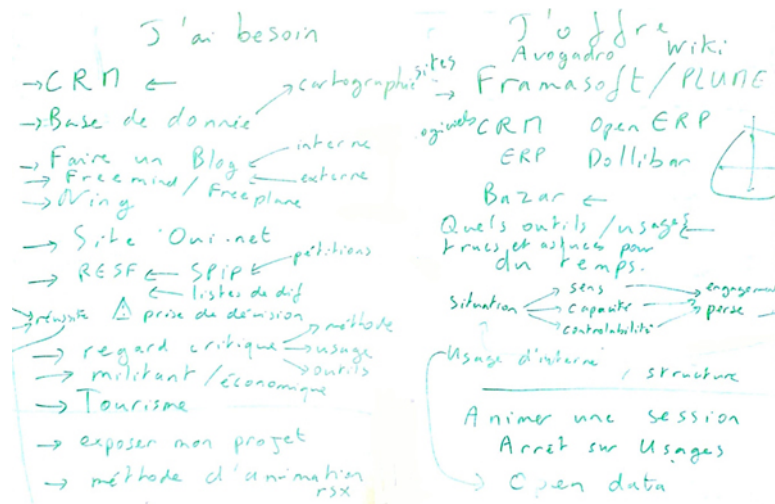 J'ai besoin
→ CRM ←
→ Base de donnée → cartographie
→ Faire un Blog ← interne
← externe
→ Freemind / Freeplane
→ Ning
→ Site Oui.net
→ RESF ← SPIP ← pétitions
← listes de dif
→ réussite ⚠ prise de décision
→ regard critique → méthode
→ usage
→ outils
→ militant / économique
→ Tourisme
→ exposer mon projet
→ méthode d'animation
rsx
J'offre
Avogadro Wiki
sites
→ Framasoft / PLUME
ogiciels CRM Open ERP
ERP Dollibar
Bazar ←
Quels outils / usages ←
trucs et astuces pour
du temps.
situation → sens → engagement
→ capacité → perse
→ controlabilité
Usage d'interne
, structure
Animer une session
Arrêt sur Usages
→ Open data